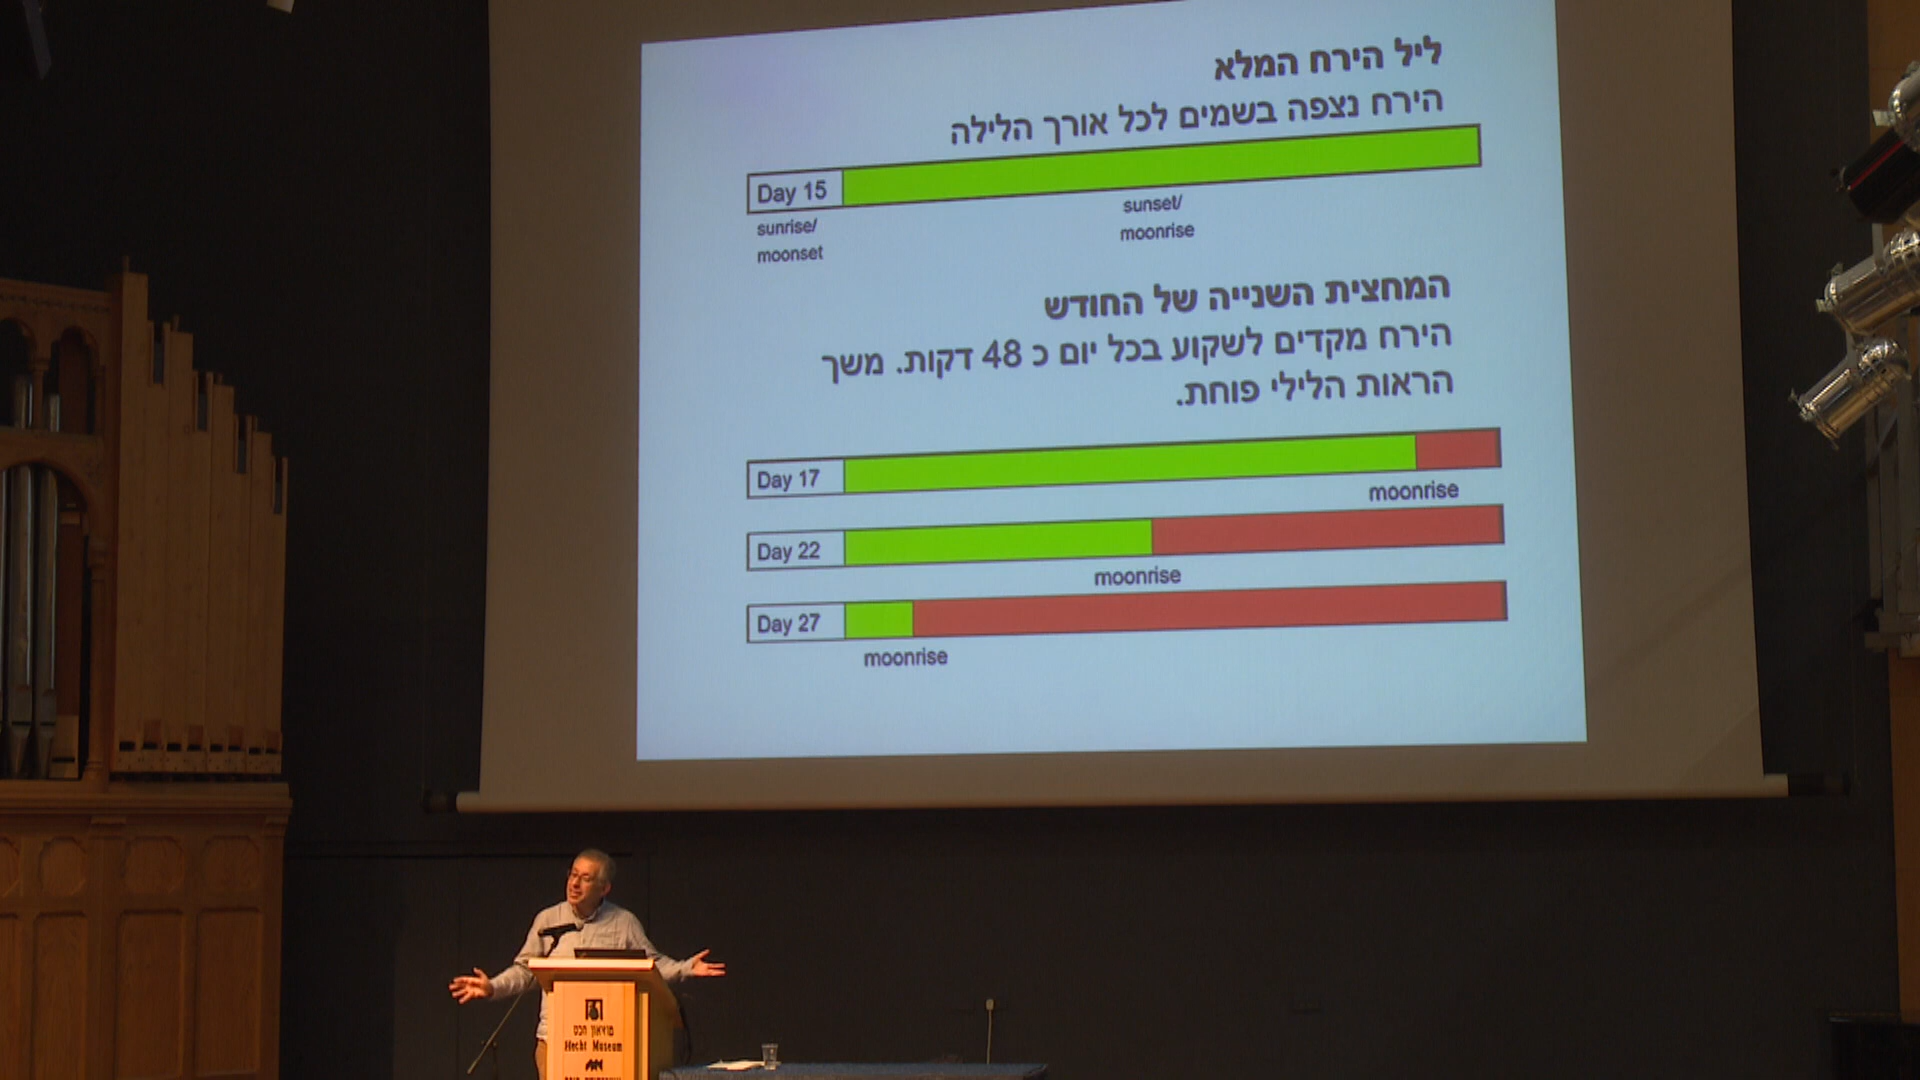 ליל הירח המלא
הירח נצפה בשמים לכל אורך הלילה
Day 15
sunrise/
moonset
sunset/
moonrise
המחצית השנייה של החודש
הירח מקדים לשקוע בכל יום כ 48 דקות. משך
הראות הלילי פוחת.
Day 17
moonrise
Day 22
moonrise
Day 27
moonrise
מוזיאון הכט
Hecht Museum